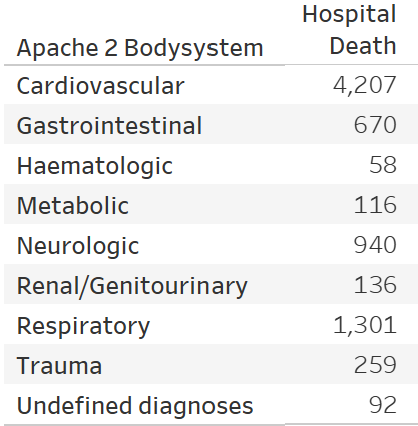 Apache 2 Bodysystem Hospital Death
Cardiovascular 4,207
Gastrointestinal 670
Haematologic 58
Metabolic 116
Neurologic 940
Renal/Genitourinary 136
Respiratory 1,301
Trauma 259
Undefined diagnoses 92